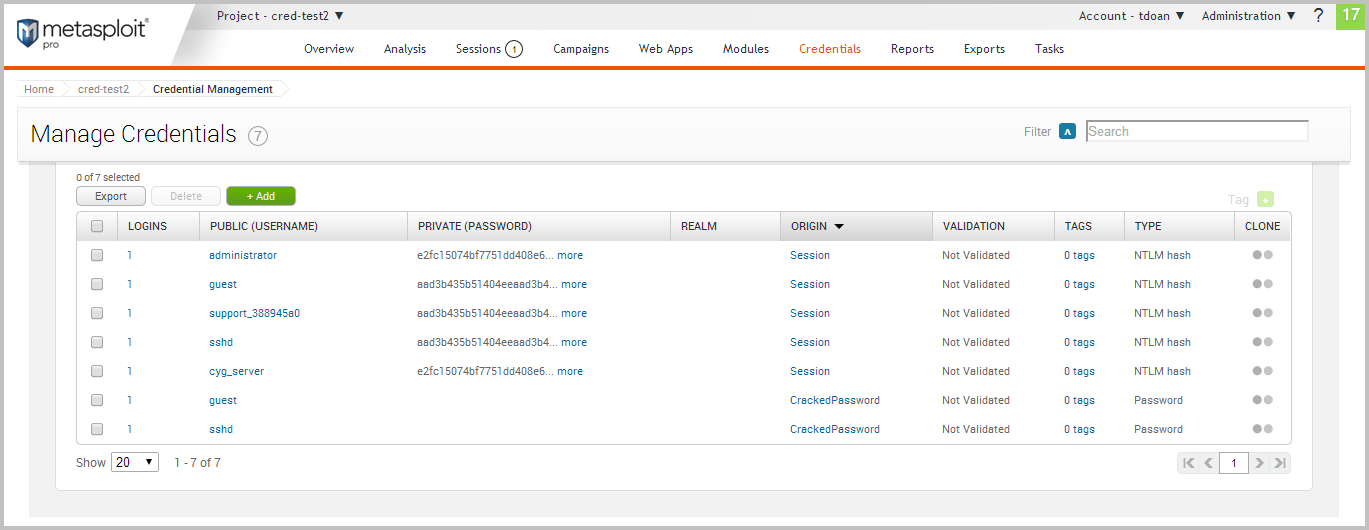 metasploit®
pro
Project - cred-test2 ▼
Account - tdoan ▼ Administration ▼ ? 17
Overview Analysis Sessions 1 Campaigns Web Apps Modules Credentials Reports Exports Tasks
Home cred-test2 Credential Management
Manage Credentials 7
Filter Search
0 of 7 selected
Export Delete + Add
Tag +
LOGINS PUBLIC (USERNAME) PRIVATE (PASSWORD) REALM ORIGIN ▼ VALIDATION TAGS TYPE CLONE
1 administrator e2fc15074bf7751dd408e6... more Session Not Validated 0 tags NTLM hash
1 guest aad3b435b51404eeaad3b4... more Session Not Validated 0 tags NTLM hash
1 support_388945a0 aad3b435b51404eeaad3b4... more Session Not Validated 0 tags NTLM hash
1 sshd aad3b435b51404eeaad3b4... more Session Not Validated 0 tags NTLM hash
1 cyg_server e2fc15074bf7751dd408e6... more Session Not Validated 0 tags NTLM hash
1 guest CrackedPassword Not Validated 0 tags Password
1 sshd CrackedPassword Not Validated 0 tags Password
Show 20 ▼ 1 - 7 of 7
1